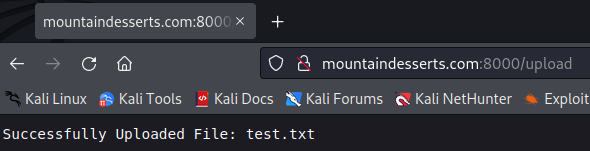 mountaindesserts.com:8000
mountaindesserts.com:8000/upload
Kali Linux Kali Tools Kali Docs Kali Forums Kali NetHunter Exploit
Successfully Uploaded File: test.txt